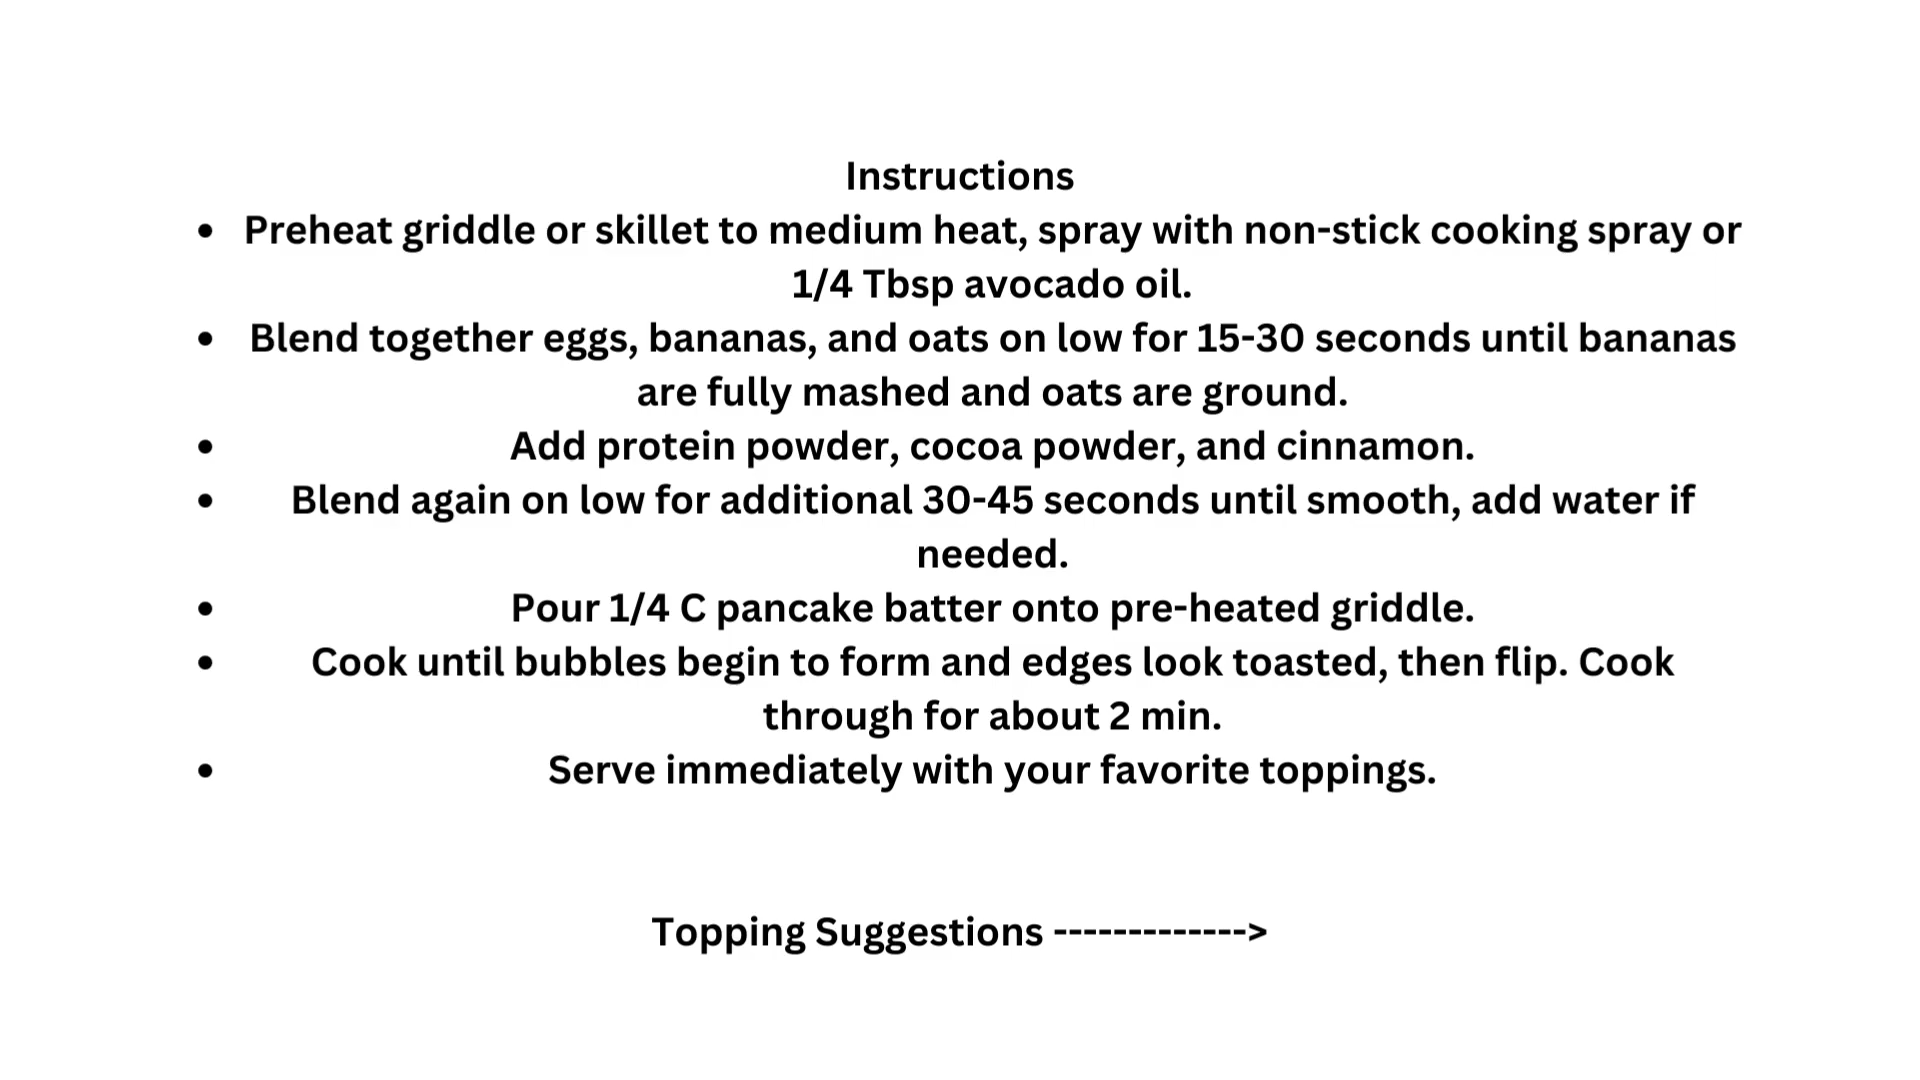 Instructions
• Preheat griddle or skillet to medium heat, spray with non-stick cooking spray or
1/4 Tbsp avocado oil.
• Blend together eggs, bananas, and oats on low for 15-30 seconds until bananas
are fully mashed and oats are ground.
• Add protein powder, cocoa powder, and cinnamon.
• Blend again on low for additional 30-45 seconds until smooth, add water if
needed.
• Pour 1/4 C pancake batter onto pre-heated griddle.
• Cook until bubbles begin to form and edges look toasted, then flip. Cook
through for about 2 min.
• Serve immediately with your favorite toppings.
Topping Suggestions ------------->